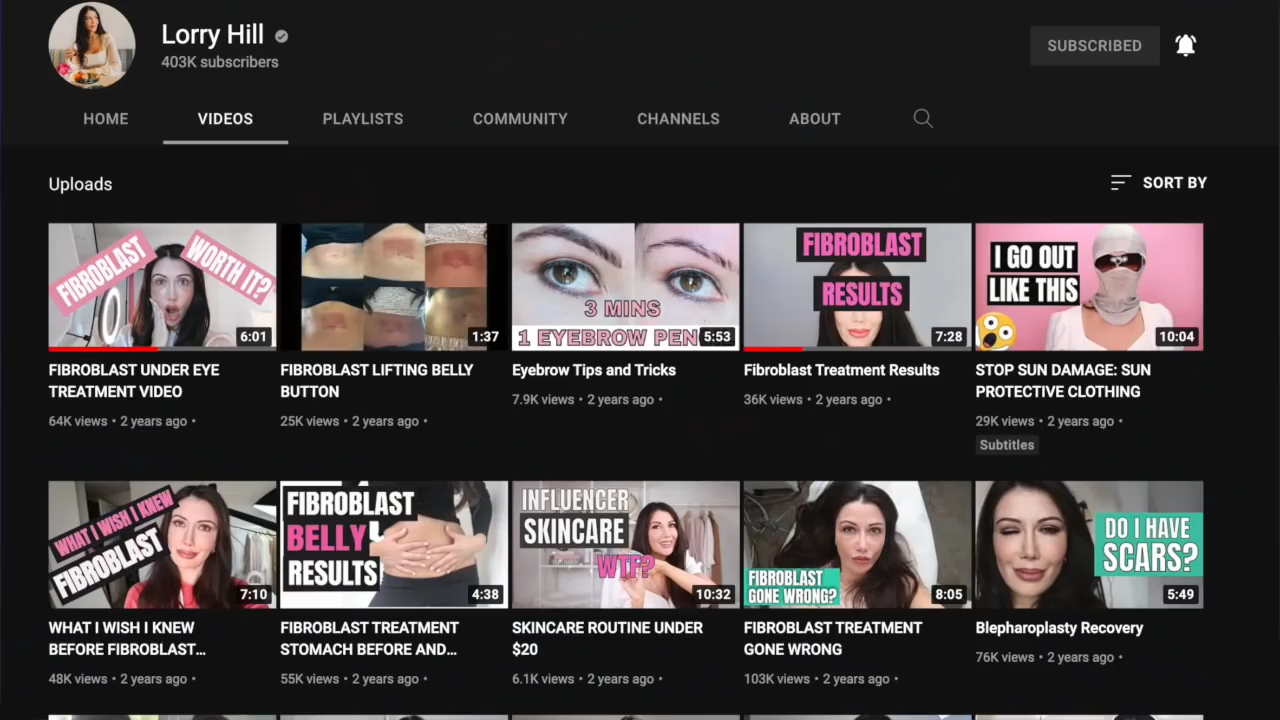 Lorry Hill
403K subscribers
SUBSCRIBED
HOME
VIDEOS
PLAYLISTS
COMMUNITY
CHANNELS
ABOUT
Uploads
SORT BY
FIBROBLAST
WORTH IT?
6:01
1:37
3 MINS
1 EYEBROW PEN
5:53
FIBROBLAST
RESULTS
7:28
I GO OUT
LIKE THIS
10:04
FIBROBLAST UNDER EYE
TREATMENT VIDEO
64K views • 2 years ago •
FIBROBLAST LIFTING BELLY
BUTTON
25K views • 2 years ago •
Eyebrow Tips and Tricks
7.9K views • 2 years ago •
Fibroblast Treatment Results
36K views • 2 years ago •
STOP SUN DAMAGE: SUN
PROTECTIVE CLOTHING
29K views • 2 years ago •
Subtitles
WHAT I WISH I KNEW
FIBROBLAST
7:10
FIBROBLAST
BELLY
RESULTS
4:38
INFLUENCER
SKINCARE
WTF?
10:32
FIBROBLAST
GONE WRONG?
8:05
DO I HAVE
SCARS?
5:49
WHAT I WISH I KNEW
BEFORE FIBROBLAST...
48K views • 2 years ago •
FIBROBLAST TREATMENT
STOMACH BEFORE AND...
55K views • 2 years ago •
SKINCARE ROUTINE UNDER
$20
6.1K views • 2 years ago •
FIBROBLAST TREATMENT
GONE WRONG
103K views • 2 years ago •
Blepharoplasty Recovery
76K views • 2 years ago •